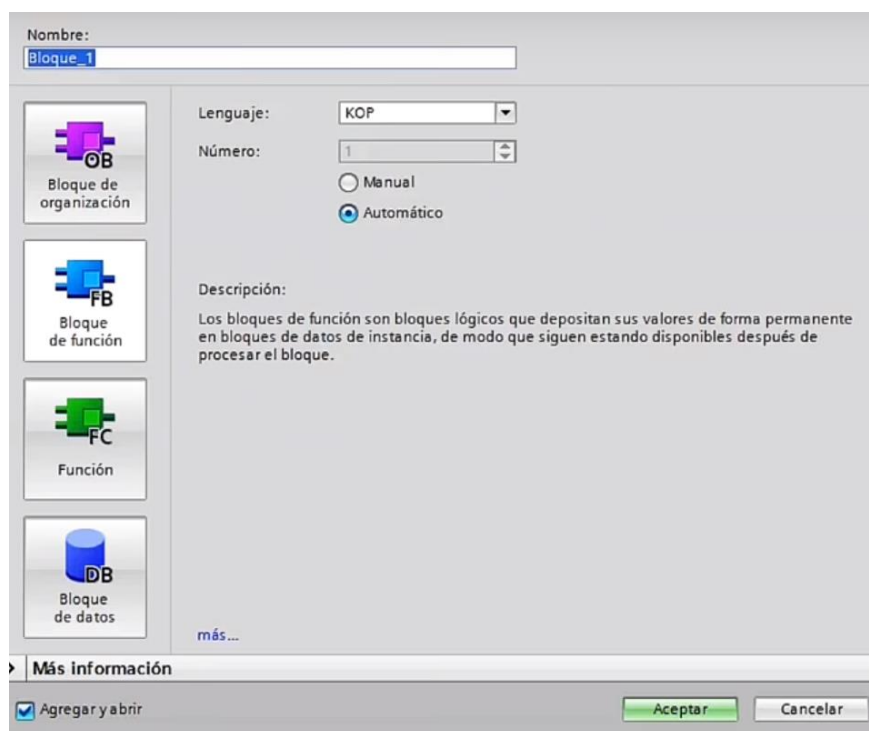 Nombre:
Bloque_1
OB
Bloque de
organización
FB
Bloque
de función
FC
Función
DB
Bloque
de datos
Lenguaje:
KOP
Número:
1
Manual
Automático
Descripción:
Los bloques de función son bloques lógicos que depositan sus valores de forma permanente
en bloques de datos de instancia, de modo que siguen estando disponibles después de
procesar el bloque.
más...
Más información
Agregar y abrir
Aceptar
Cancelar